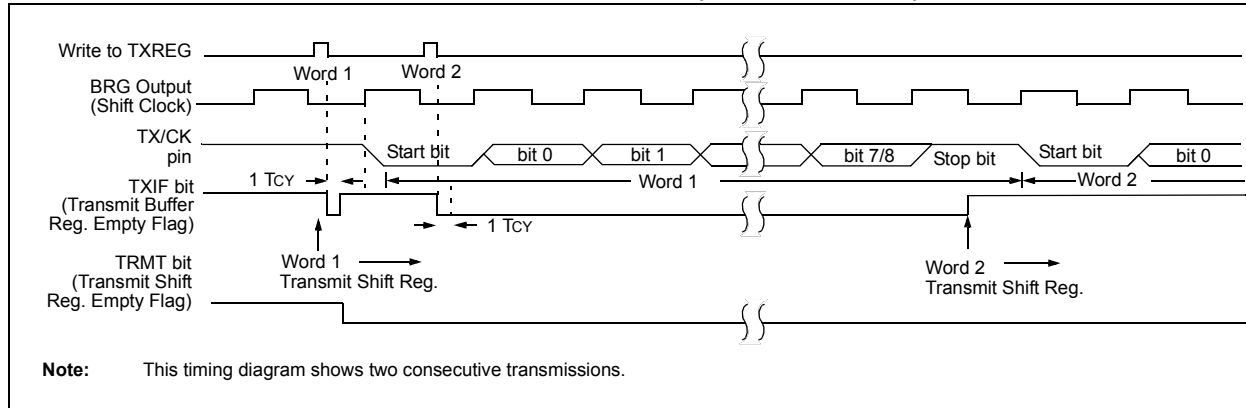 Write to TXREG
Word 1
Word 2
BRG Output
(Shift Clock)
TX/CK
pin
Start bit
bit 0
bit 1
bit 7/8
Stop bit
Start bit
bit 0
1 TCY
Word 1
Word 2
TXIF bit
(Transmit Buffer
Reg. Empty Flag)
1 TCY
Word 1
Transmit Shift Reg.
Word 2
Transmit Shift Reg.
TRMT bit
(Transmit Shift
Reg. Empty Flag)
Note: This timing diagram shows two consecutive transmissions.